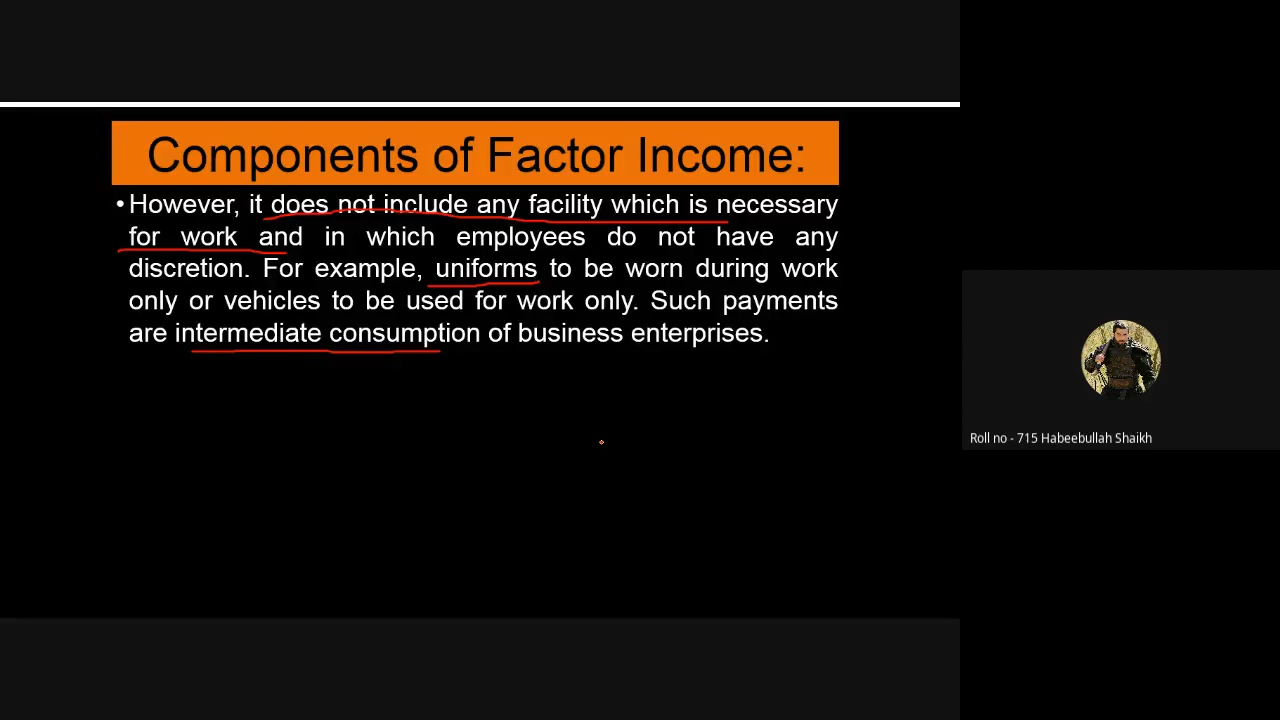 Components of Factor Income:
•However, it does not include any facility which is necessary
for work and in which employees do not have any
discretion. For example, uniforms to be worn during work
only or vehicles to be used for work only. Such payments
are intermediate consumption of business enterprises.
Roll no - 715 Habeebullah Shaikh